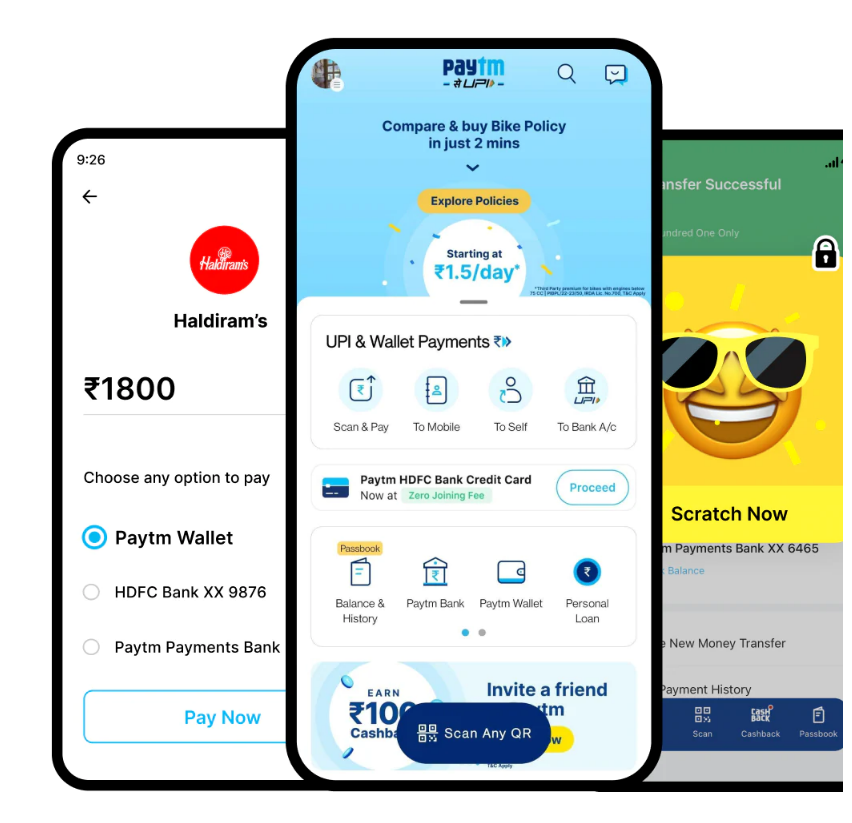 9:26
Haldiram's
Haldiram's
₹1800
Choose any option to pay
Paytm Wallet
HDFC Bank XX 9876
Paytm Payments Bank
Pay Now
paytm
#UPI
Compare & buy Bike Policy
in just 2 mins
Explore Policies
Starting at
₹1.5/day*
UPI & Wallet Payments ₹
Scan & Pay
To Mobile
To Self
To Bank A/c
UPI
Paytm HDFC Bank Credit Card
Now at Zero Joining Fee
Proceed
Passbook
Balance &
History
Paytm Bank
Paytm Wallet
Personal
Loan
EARN
₹100
Invite a friend
Scan Any QR
T&C Apply
Successful
One Only
Scratch Now
Payments Bank XX 6465
Balance
New Money Transfer
Payment History
Scan
CASH
BACK
Cashback
Passbook